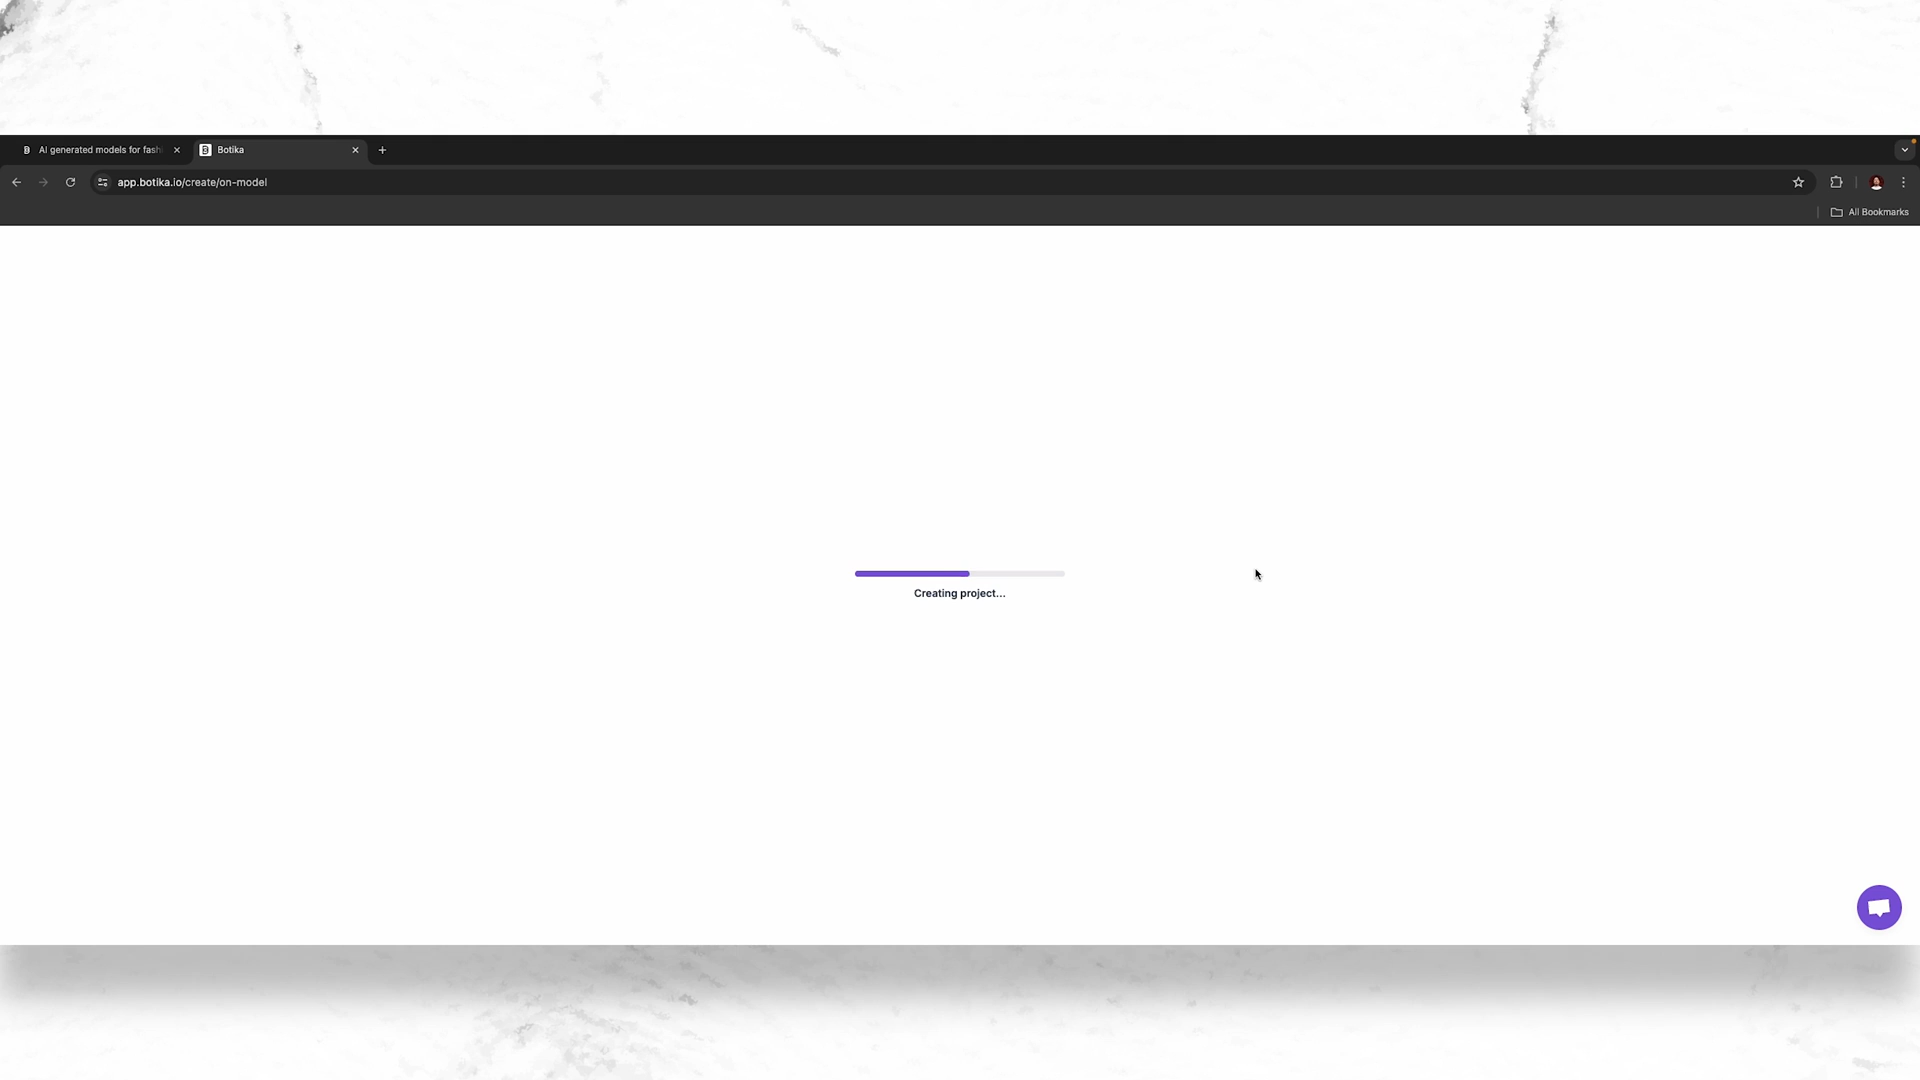 AI generated models for fash
Botika
app.botika.io/create/on-model
All Bookmarks
Creating project...